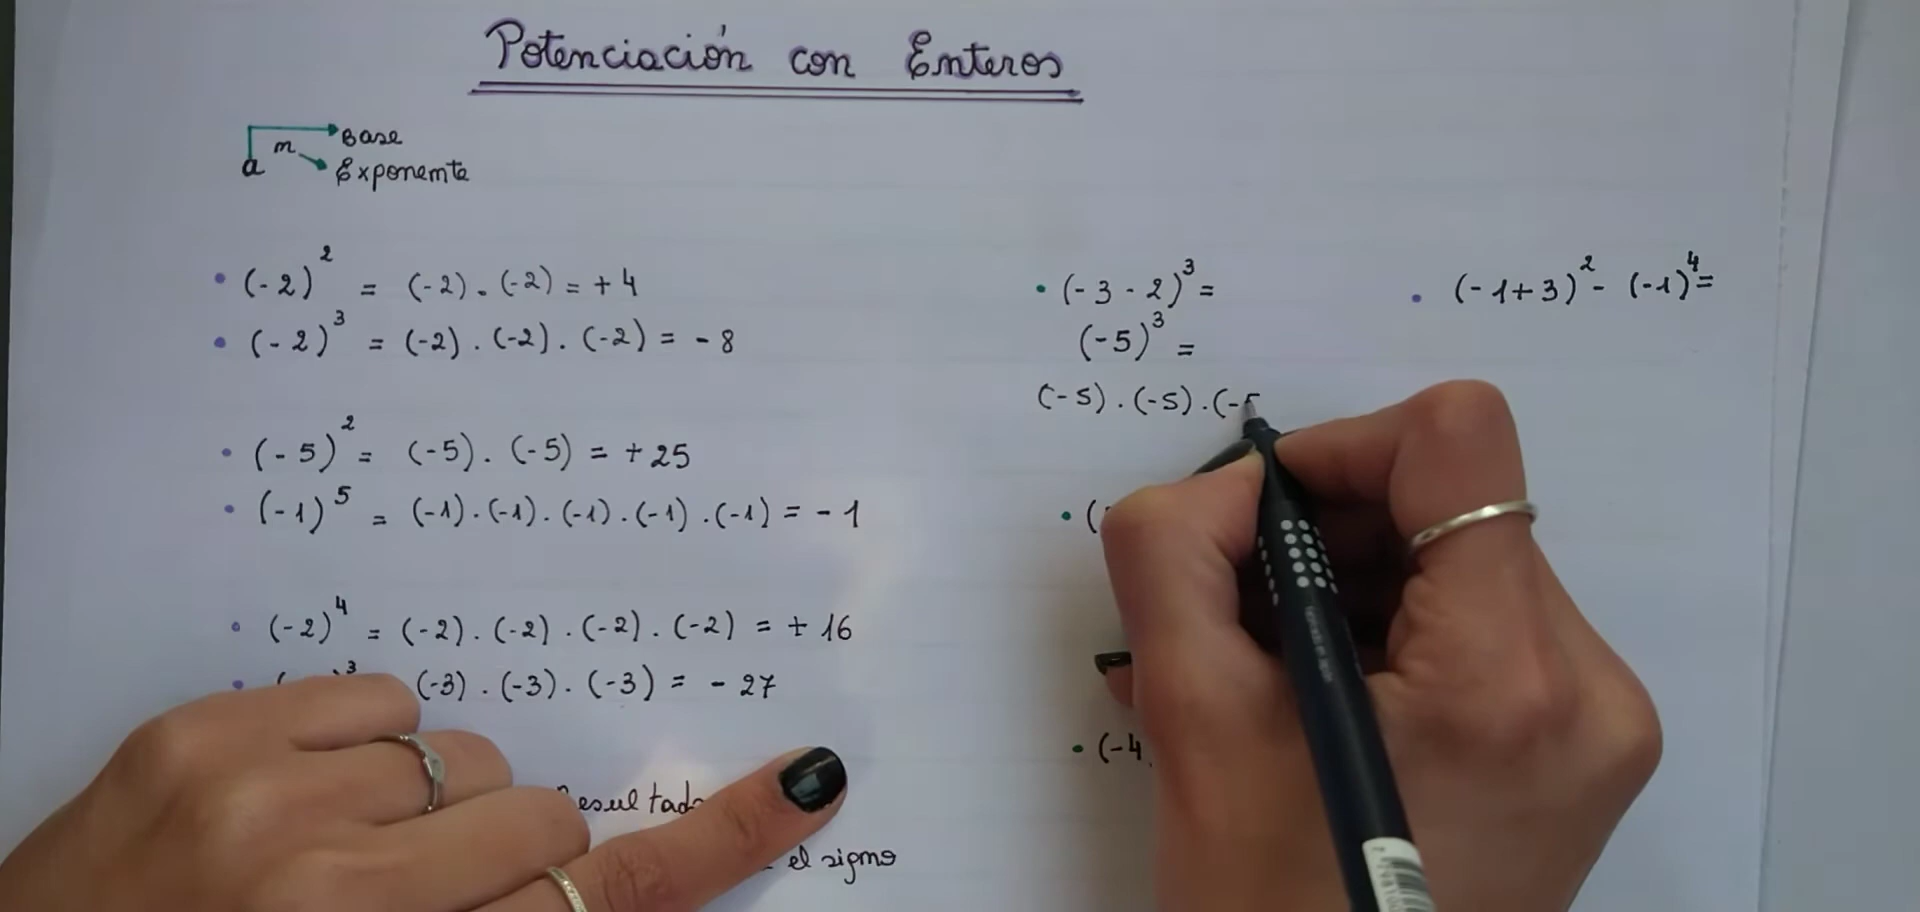 Potenciación con Enteros
Base
a^m
Exponente
• (-2)^2 = (-2) . (-2) = + 4
• (-2)^3 = (-2) . (-2) . (-2) = - 8
• (-5)^2 = (-5) . (-5) = + 25
• (-1)^5 = (-1) . (-1) . (-1) . (-1) . (-1) = - 1
• (-2)^4 = (-2) . (-2) . (-2) . (-2) = + 16
3 (-3) . (-3) . (-3) = - 27
el signo
• (-3 - 2)^3 =
(-5)^3 =
(-5) . (-5) . (-5
• (
• (-4
• (-1+3)^2 - (-1)^4 =